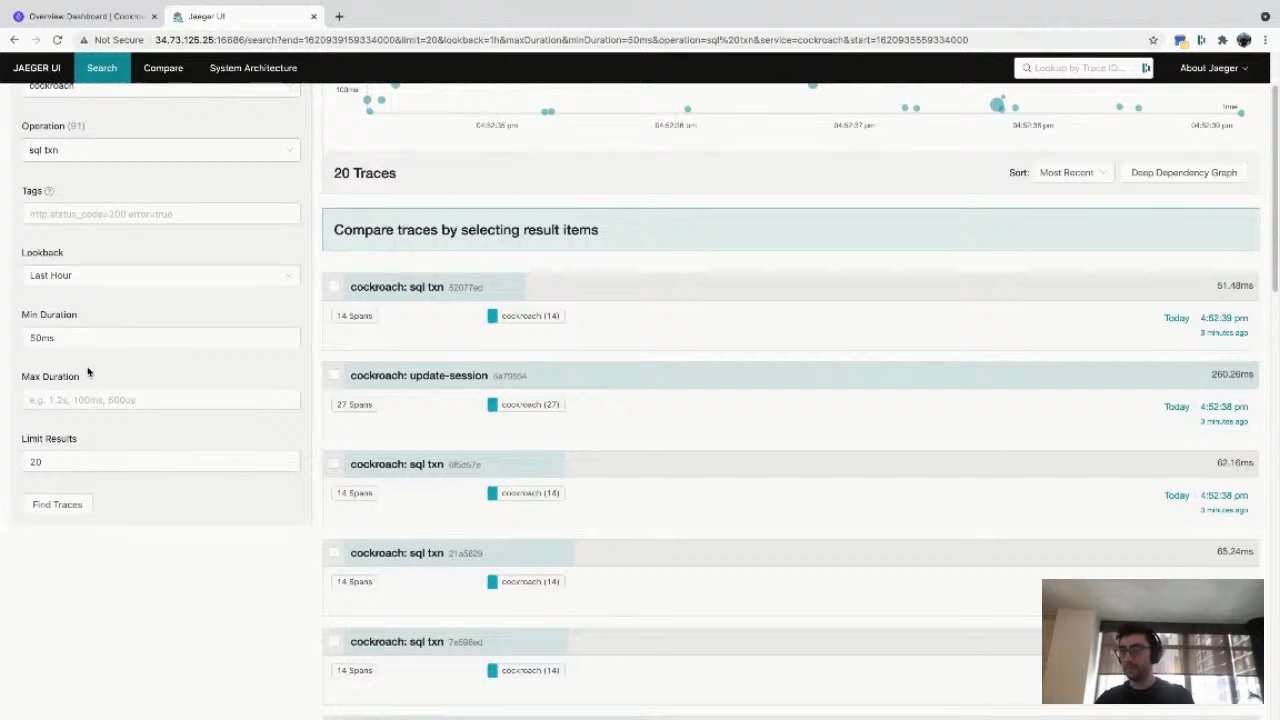 Overview Dashboard | Cockro
Jaeger UI
Not Secure 34.73.125.25:16686/search?end=1620939159334000&limit=20&lookback=1h&maxDuration&minDuration=50ms&operation=sql%20txn&service=cockroach&start=1620935559334000
JAEGER UI Search Compare System Architecture Lookup by Trace ID... About Jaeger
cockroach
Operation (91)
sql txn
Tags
http.status_code=200 error=true
Lookback
Last Hour
Min Duration
50ms
Max Duration
e.g. 1.2s, 100ms, 500us
Limit Results
20
Find Traces
100ms
Time
04:52:35 pm 04:52:36 pm 04:52:37 pm 04:52:38 pm 04:52:39 pm
20 Traces Sort: Most Recent Deep Dependency Graph
Compare traces by selecting result items
cockroach: sql txn 52077ed 51.48ms
14 Spans cockroach (14) Today 4:52:39 pm
3 minutes ago
cockroach: update-session 260.26ms
27 Spans cockroach (27) Today 4:52:38 pm
3 minutes ago
cockroach: sql txn 62.16ms
14 Spans cockroach (14) Today 4:52:38 pm
3 minutes ago
cockroach: sql txn 21a5829 65.24ms
14 Spans cockroach (14)
cockroach: sql txn 7e598ed
14 Spans cockroach (14)